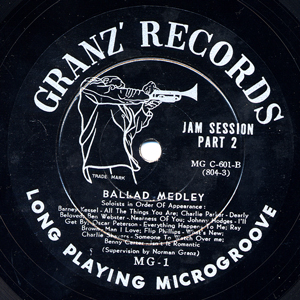 GRANZ' RECORDS
JAM SESSION
PART 2
MG C-601-B
(804-3)
TRADE MARK
BALLAD MEDLEY
Soloists in Order of Appearance:
Barney Kessel - All The Things You Are; Charlie Parker - Dearly
Beloved; Ben Webster - Nearness Of You; Johnny Hodges - I'll
Get By; Oscar Peterson - Everything Happens To Me; Ray
Brown - Man I Love; Flip Phillips - What's New;
Charlie Shavers - Someone To Watch Over me;
Benny Carter - Isn't It Romantic
(Supervision by Norman Granz)
MG-1
LONG PLAYING MICROGROOVE